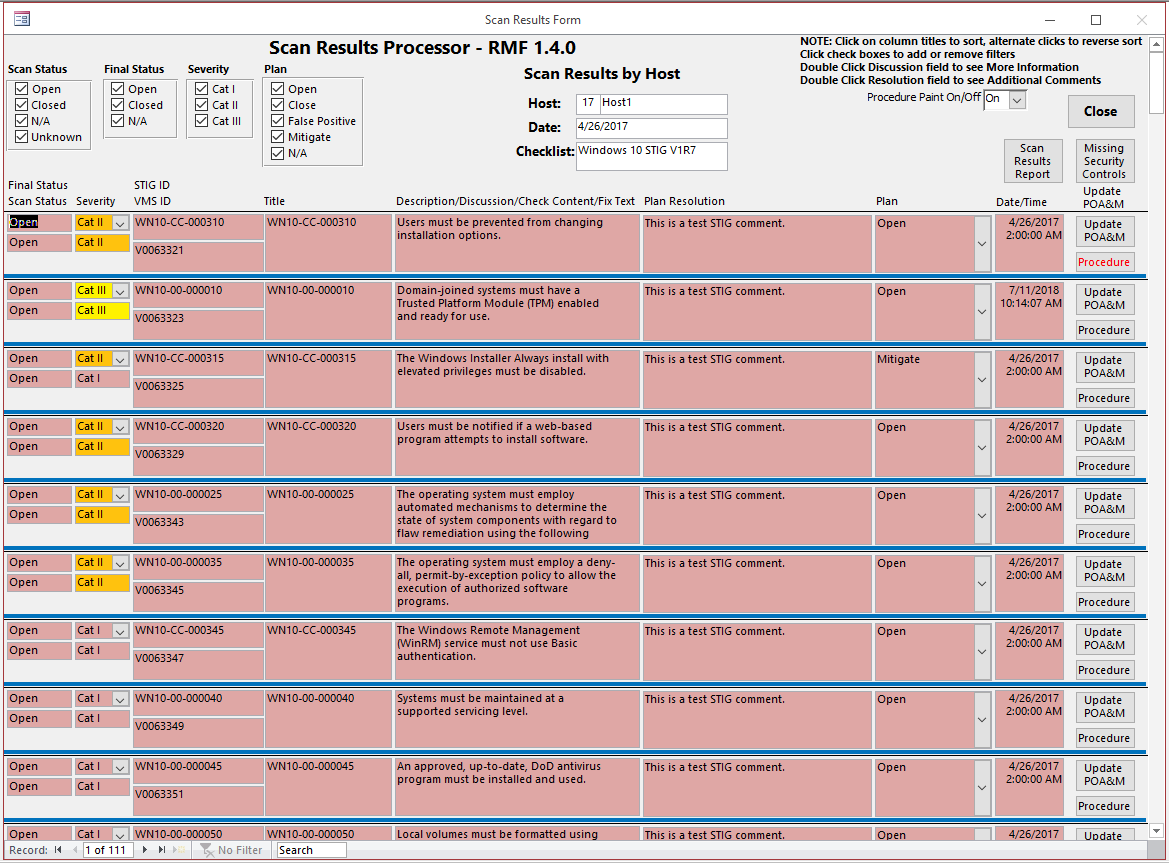 Scan Results Form
Scan Results Processor - RMF 1.4.0
NOTE: Click on column titles to sort, alternate clicks to reverse sort
Click check boxes to add or remove filters
Double Click Discussion field to see More Information
Double Click Resolution field to see Additional Comments
Procedure Paint On/Off On
Close
Scan Status
Open
Closed
N/A
Unknown
Final Status
Open
Closed
N/A
Severity
Cat I
Cat II
Cat III
Plan
Open
Close
False Positive
Mitigate
N/A
Scan Results by Host
Host: 17 Host1
Date: 4/26/2017
Checklist: Windows 10 STIG V1R7
Scan
Results
Report
Missing
Security
Controls
Final Status STIG ID
Scan Status Severity VMS ID Title Description/Discussion/Check Content/Fix Text Plan Resolution Plan Date/Time
Update
POA&M
Open Cat II WN10-CC-000310 WN10-CC-000310 Users must be prevented from changing This is a test STIG comment. Open 4/26/2017 Update
installation options. 2:00:00 AM POA&M
Open Cat II V0063321 Procedure
Open Cat III WN10-00-000010 WN10-00-000010 Domain-joined systems must have a This is a test STIG comment. Open 7/11/2018 Update
Trusted Platform Module (TPM) enabled 10:14:07 AM POA&M
Open Cat III V0063323 and ready for use. Procedure
Open Cat II WN10-CC-000315 WN10-CC-000315 The Windows Installer Always install with This is a test STIG comment. Mitigate 4/26/2017 Update
elevated privileges must be disabled. 2:00:00 AM POA&M
Open Cat I V0063325 Procedure
Open Cat II WN10-CC-000320 WN10-CC-000320 Users must be notified if a web-based This is a test STIG comment. Open 4/26/2017 Update
program attempts to install software. 2:00:00 AM POA&M
Open Cat II V0063329 Procedure
Open Cat II WN10-00-000025 WN10-00-000025 The operating system must employ This is a test STIG comment. Open 4/26/2017 Update
automated mechanisms to determine the 2:00:00 AM POA&M
Open Cat II V0063343 state of system components with regard to
flaw remediation using the following Procedure
Open Cat II WN10-00-000035 WN10-00-000035 The operating system must employ a deny- This is a test STIG comment. Open 4/26/2017 Update
all, permit-by-exception policy to allow the 2:00:00 AM POA&M
Open Cat II V0063345 execution of authorized software
programs. Procedure
Open Cat I WN10-CC-000345 WN10-CC-000345 The Windows Remote Management This is a test STIG comment. Open 4/26/2017 Update
(WinRM) service must not use Basic 2:00:00 AM POA&M
Open Cat I V0063347 authentication. Procedure
Open Cat I WN10-00-000040 WN10-00-000040 Systems must be maintained at a This is a test STIG comment. Open 4/26/2017 Update
supported servicing level. 2:00:00 AM POA&M
Open Cat I V0063349 Procedure
Open Cat I WN10-00-000045 WN10-00-000045 An approved, up-to-date, DoD antivirus This is a test STIG comment. Open 4/26/2017 Update
program must be installed and used. 2:00:00 AM POA&M
Open Cat I V0063351 Procedure
Open Cat I WN10-00-000050 WN10-00-000050 Local volumes must be formatted using This is a test STIG comment. Open 4/26/2017 Update
Record: 1 of 111 No Filter Search